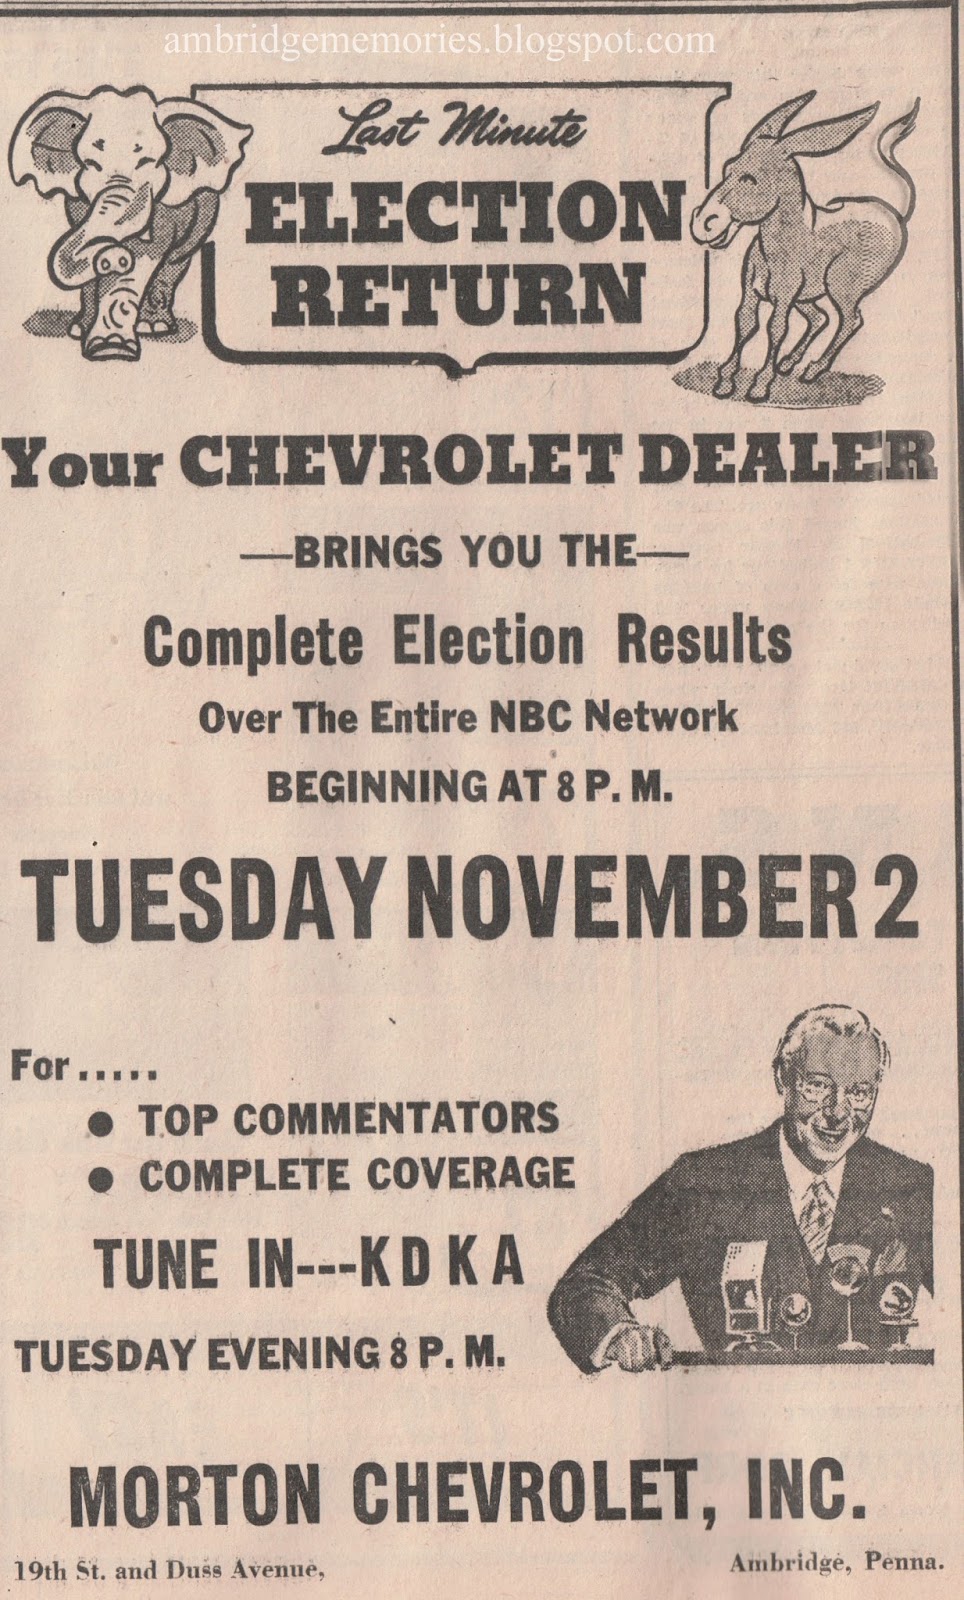 ambridgememories.blogspot.com
Last Minute
ELECTION
RETURN
Your CHEVROLET DEALER
—BRINGS YOU THE—
Complete Election Results
Over The Entire NBC Network
BEGINNING AT 8 P. M.
TUESDAY NOVEMBER 2
For.....
● TOP COMMENTATORS
● COMPLETE COVERAGE
TUNE IN---K D K A
TUESDAY EVENING 8 P. M.
MORTON CHEVROLET, INC.
19th St. and Duss Avenue, Ambridge, Penna.